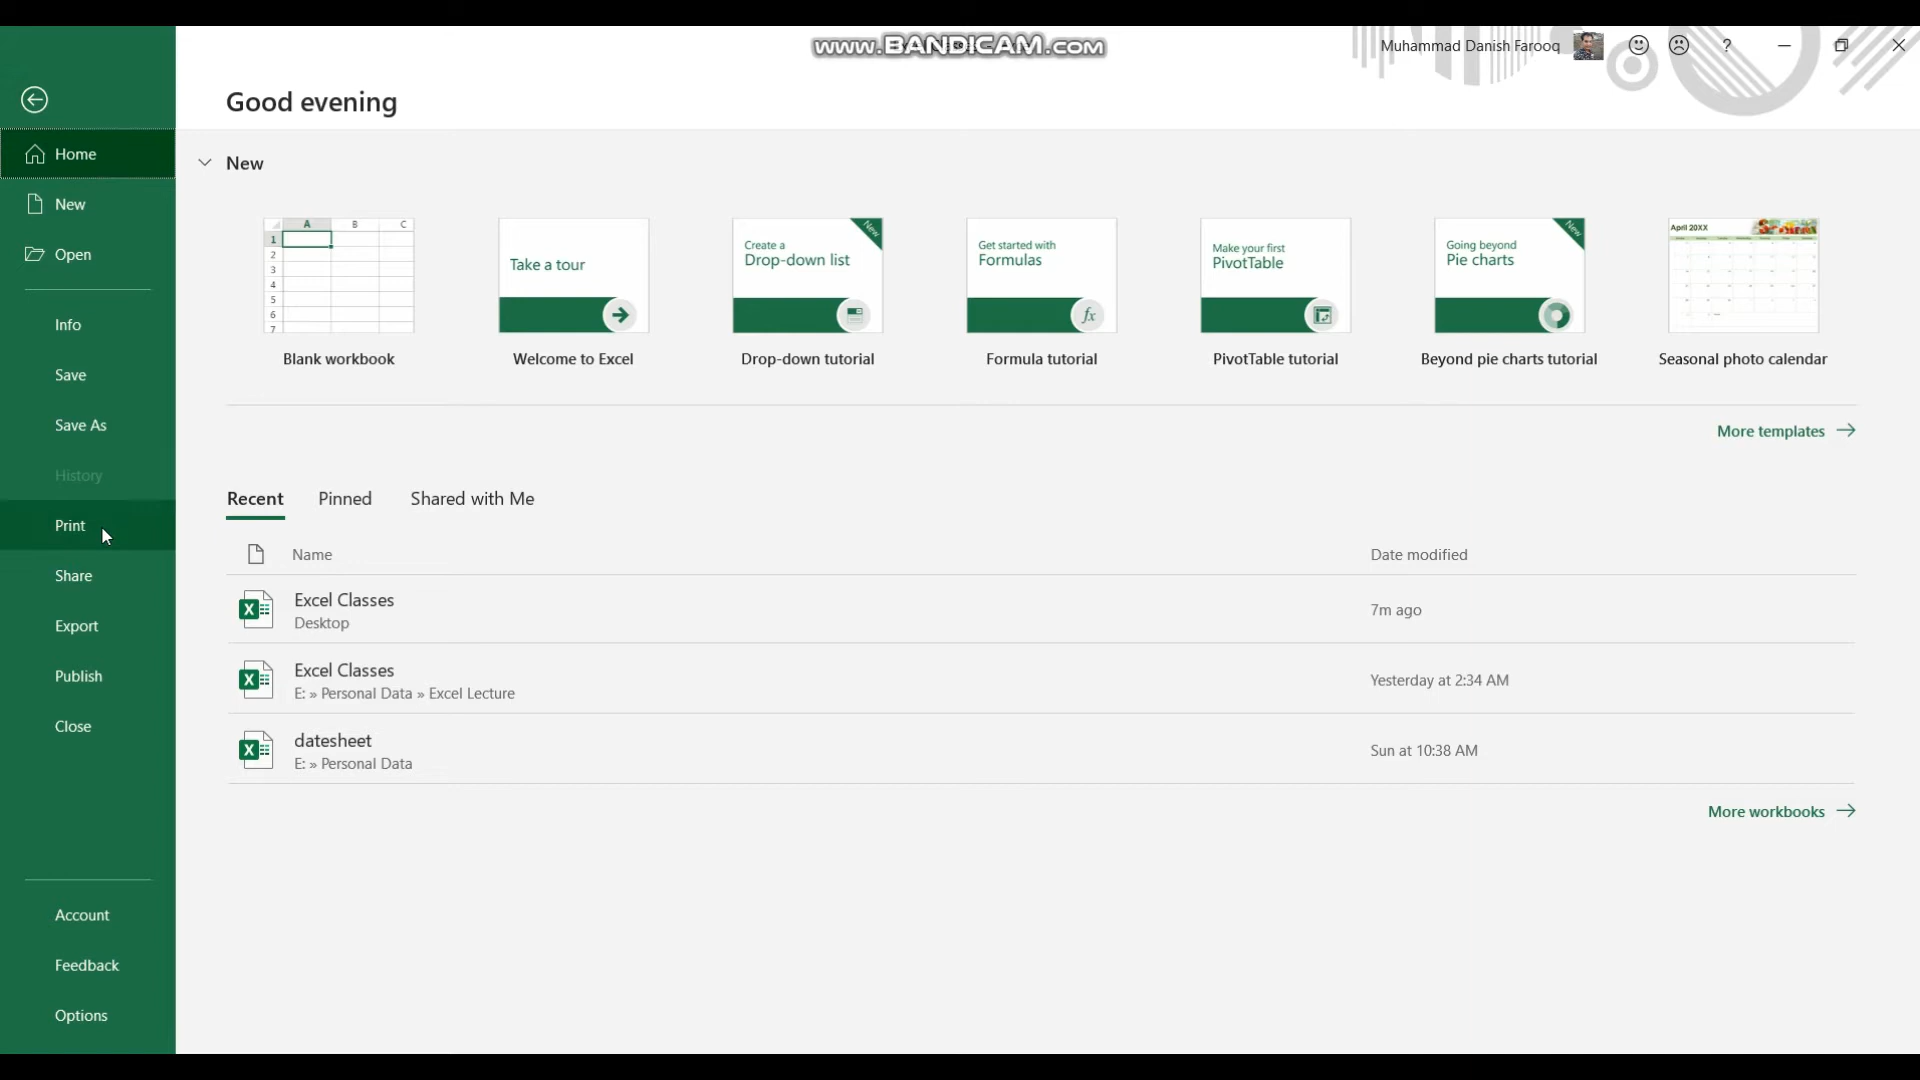 www.BANDICAM.com
Muhammad Danish Farooq
?
Good evening
Home
New
Open
Info
Save
Save As
History
Print
Share
Export
Publish
Close
Account
Feedback
Options
New
A B C
1
2
3
4
5
6
7
Blank workbook
Take a tour
Welcome to Excel
Create a
Drop-down list
New
Drop-down tutorial
Get started with
Formulas
fx
Formula tutorial
Make your first
PivotTable
PivotTable tutorial
Going beyond
Pie charts
New
Beyond pie charts tutorial
April 20XX
Seasonal photo calendar
More templates
Recent Pinned Shared with Me
Name Date modified
Excel Classes
Desktop
7m ago
Excel Classes
E: » Personal Data » Excel Lecture
Yesterday at 2:34 AM
datesheet
E: » Personal Data
Sun at 10:38 AM
More workbooks